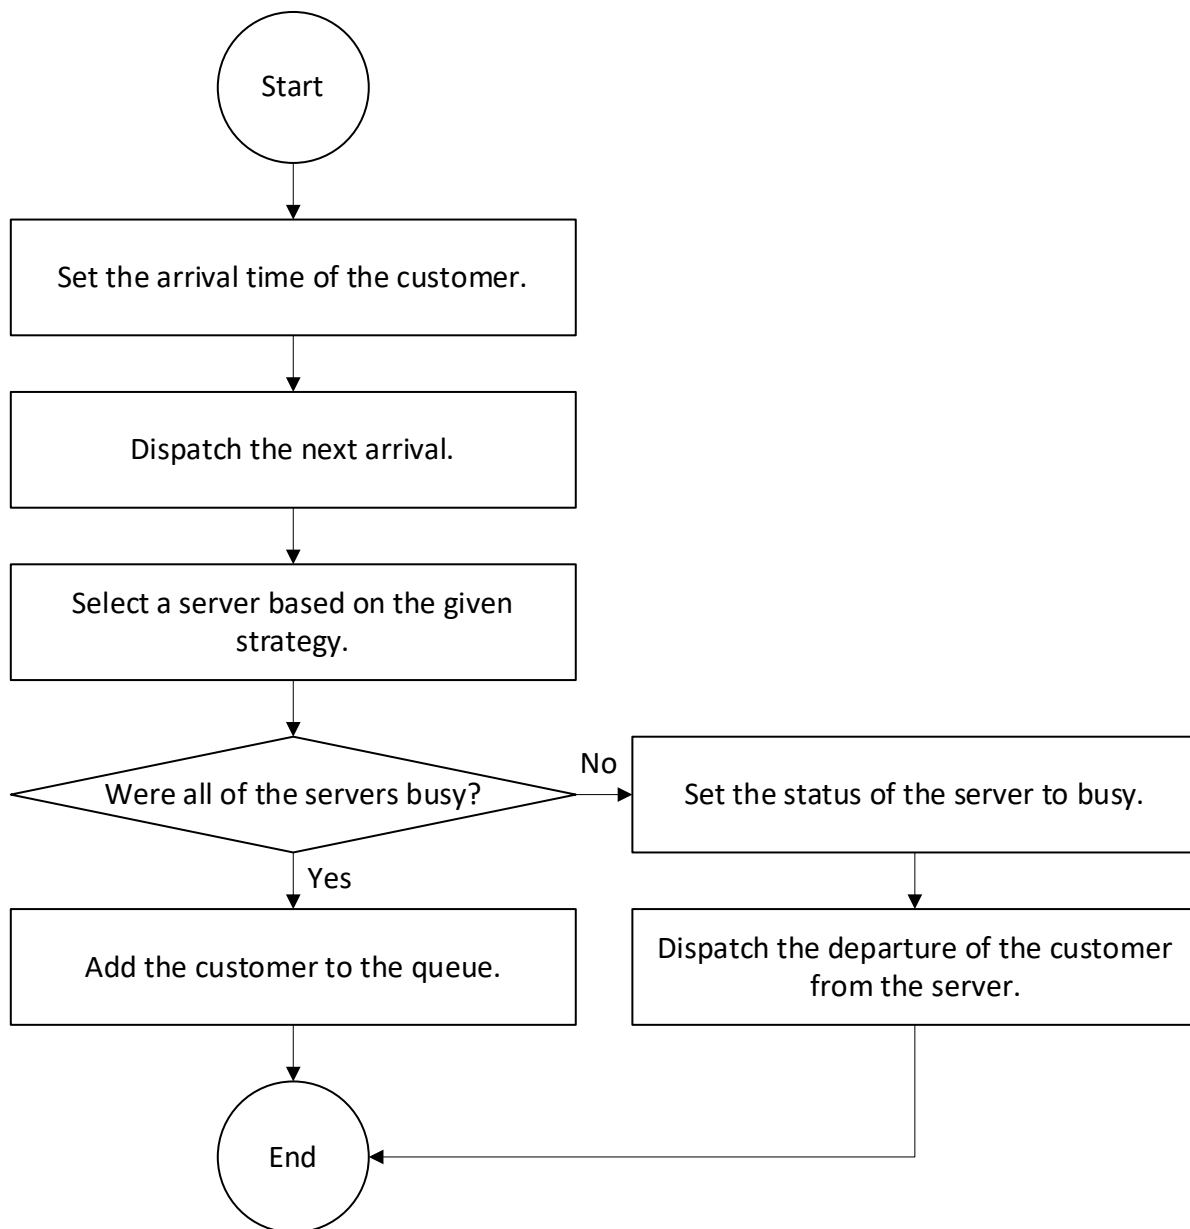 Start
Set the arrival time of the customer.
Dispatch the next arrival.
Select a server based on the given
strategy.
Were all of the servers busy?
No
Set the status of the server to busy.
Yes
Add the customer to the queue.
Dispatch the departure of the customer
from the server.
End